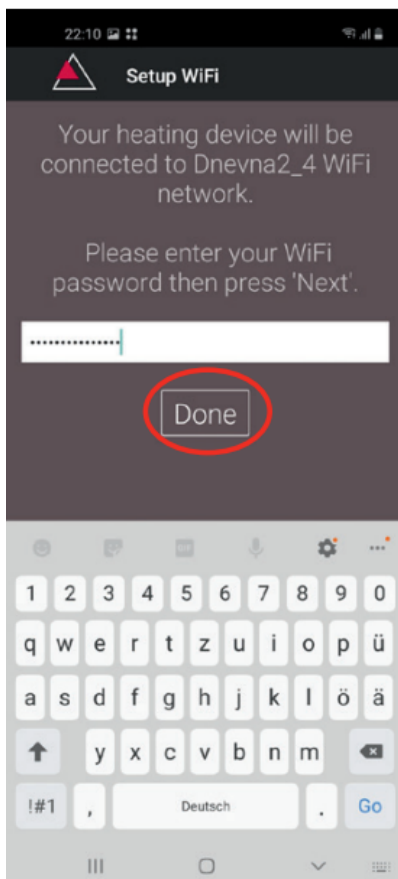 22:10
Setup WiFi
Your heating device will be
connected to Dnevna2_4 WiFi
network.
Please enter your WiFi
password then press 'Next'.
Done
GIF
1 2 3 4 5 6 7 8 9 0
q w e r t z u i o p ü
a s d f g h j k l ö ä
y x c v b n m
!#1 , Deutsch . Go